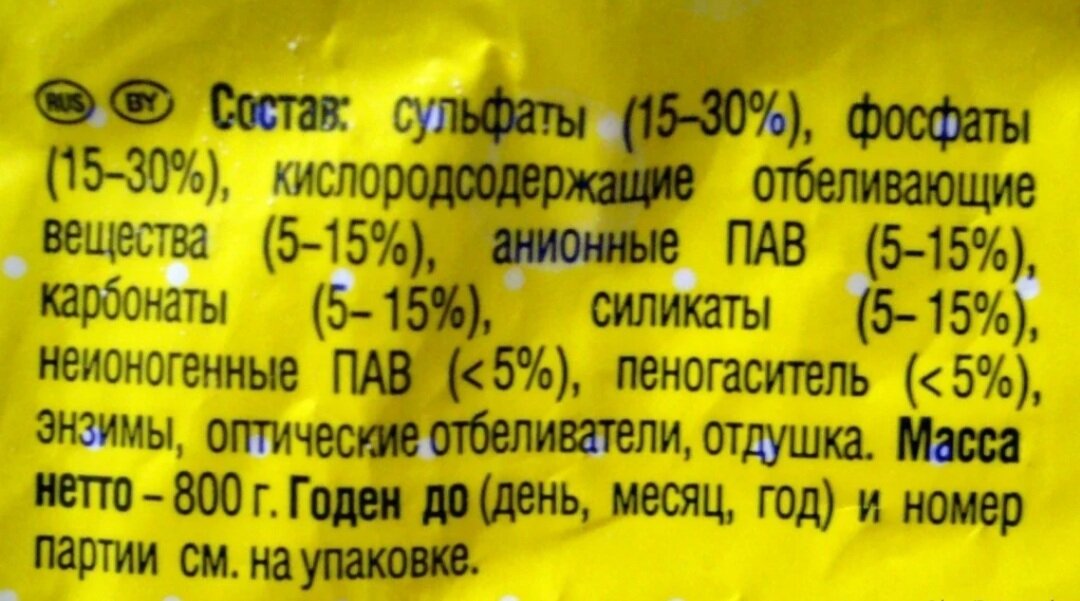 RUS BY Состав: сульфаты (15–30%), фосфаты
(15–30%), кислородсодержащие отбеливающие
вещества (5–15%), анионные ПАВ (5–15%),
карбонаты (5– 15%), силикаты (5– 15%),
неионогенные ПАВ (< 5%), пеногаситель (< 5%),
энзимы, оптические отбеливатели, отдушка. Масса
нетто – 800 г. Годен до (день, месяц, год) и номер
партии см. на упаковке.